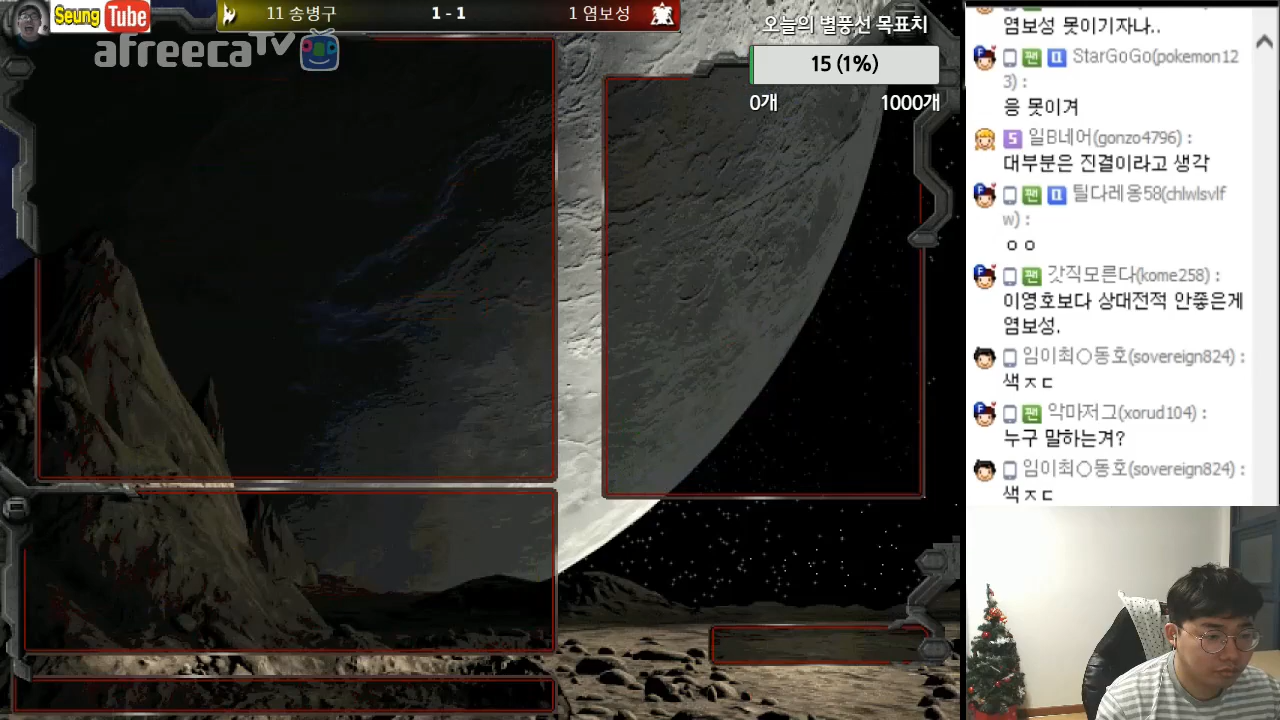 Seung Tube
11 송병구 1 - 1 1 염보성
afreecaTV
오늘의 별풍선 목표치
15 (1%)
0개 1000개
염보성 못이기자나..
팬 StarGoGo(pokemon12
3) :
응 못이겨
S 일B네어(gonzo4796) :
대부분은 진결이라고 생각
팬 틸다레옹58(chlwlsvlf
w) :
ㅇㅇ
팬 갓직모른다(kome258) :
이영호보다 상대전적 안좋은게
염보성.
임이최○동호(sovereign824) :
색ㅈㄷ
팬 악마저그(xorud104) :
누구 말하는겨?
임이최○동호(sovereign824) :
색ㅈㄷ